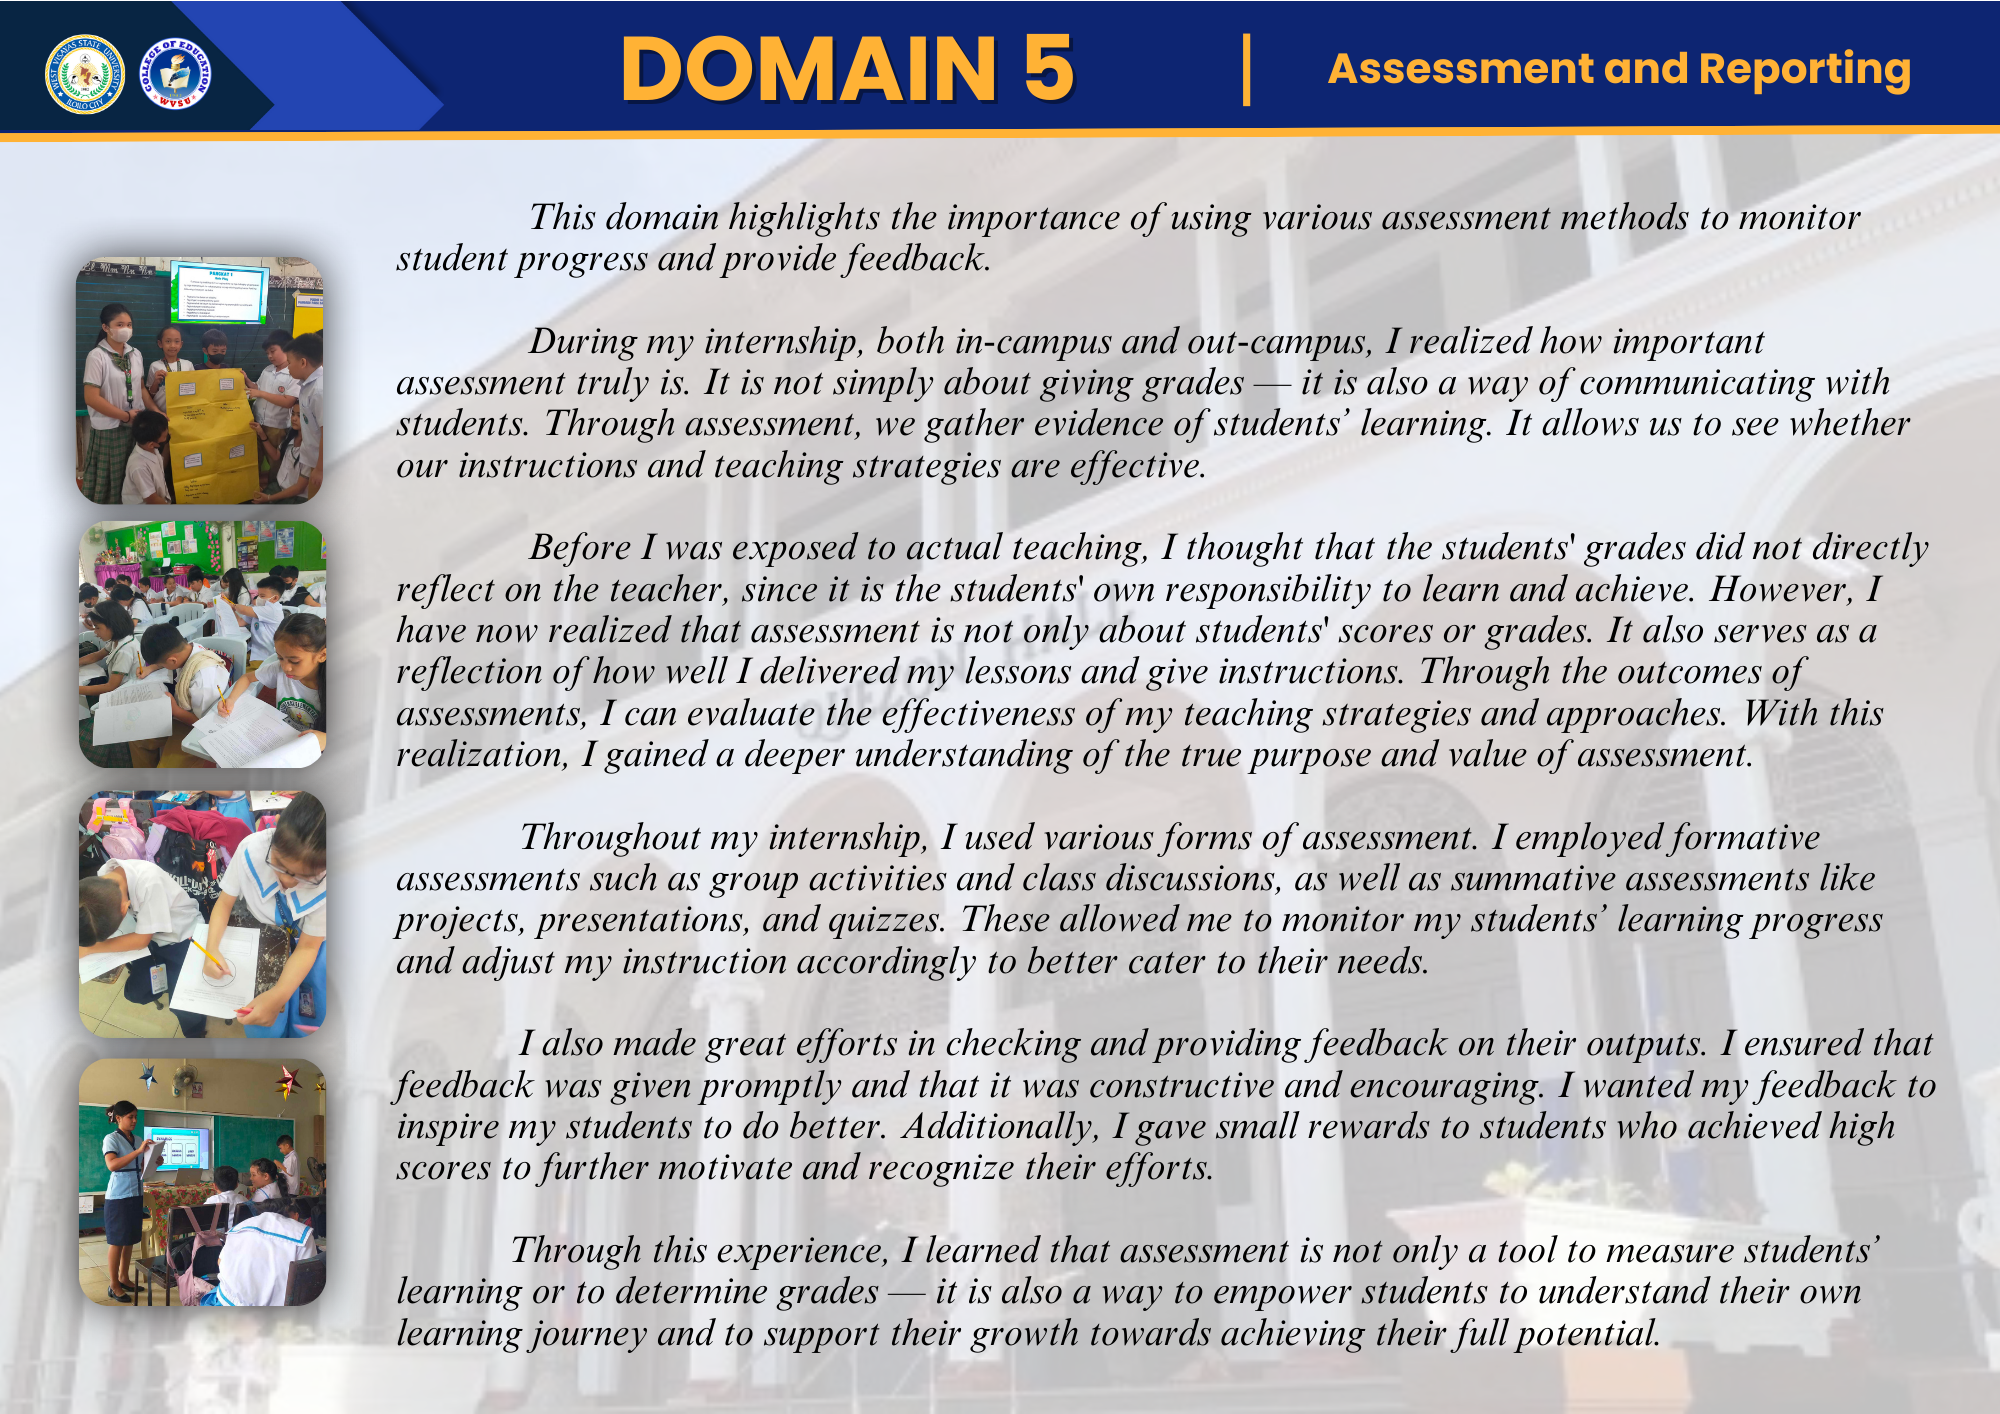 WEST VISAYAS STATE UNIVERSITY
ILOILO CITY
COLLEGE OF EDUCATION
WVSU
DOMAIN 5
Assessment and Reporting
This domain highlights the importance of using various assessment methods to monitor
student progress and provide feedback.
During my internship, both in-campus and out-campus, I realized how important
assessment truly is. It is not simply about giving grades — it is also a way of communicating with
students. Through assessment, we gather evidence of students’ learning. It allows us to see whether
our instructions and teaching strategies are effective.
Before I was exposed to actual teaching, I thought that the students' grades did not directly
reflect on the teacher, since it is the students' own responsibility to learn and achieve. However, I
have now realized that assessment is not only about students' scores or grades. It also serves as a
reflection of how well I delivered my lessons and give instructions. Through the outcomes of
assessments, I can evaluate the effectiveness of my teaching strategies and approaches. With this
realization, I gained a deeper understanding of the true purpose and value of assessment.
Throughout my internship, I used various forms of assessment. I employed formative
assessments such as group activities and class discussions, as well as summative assessments like
projects, presentations, and quizzes. These allowed me to monitor my students’ learning progress
and adjust my instruction accordingly to better cater to their needs.
I also made great efforts in checking and providing feedback on their outputs. I ensured that
feedback was given promptly and that it was constructive and encouraging. I wanted my feedback to
inspire my students to do better. Additionally, I gave small rewards to students who achieved high
scores to further motivate and recognize their efforts.
Through this experience, I learned that assessment is not only a tool to measure students’
learning or to determine grades — it is also a way to empower students to understand their own
learning journey and to support their growth towards achieving their full potential.
QUEZON HALL
PANGKAT 1